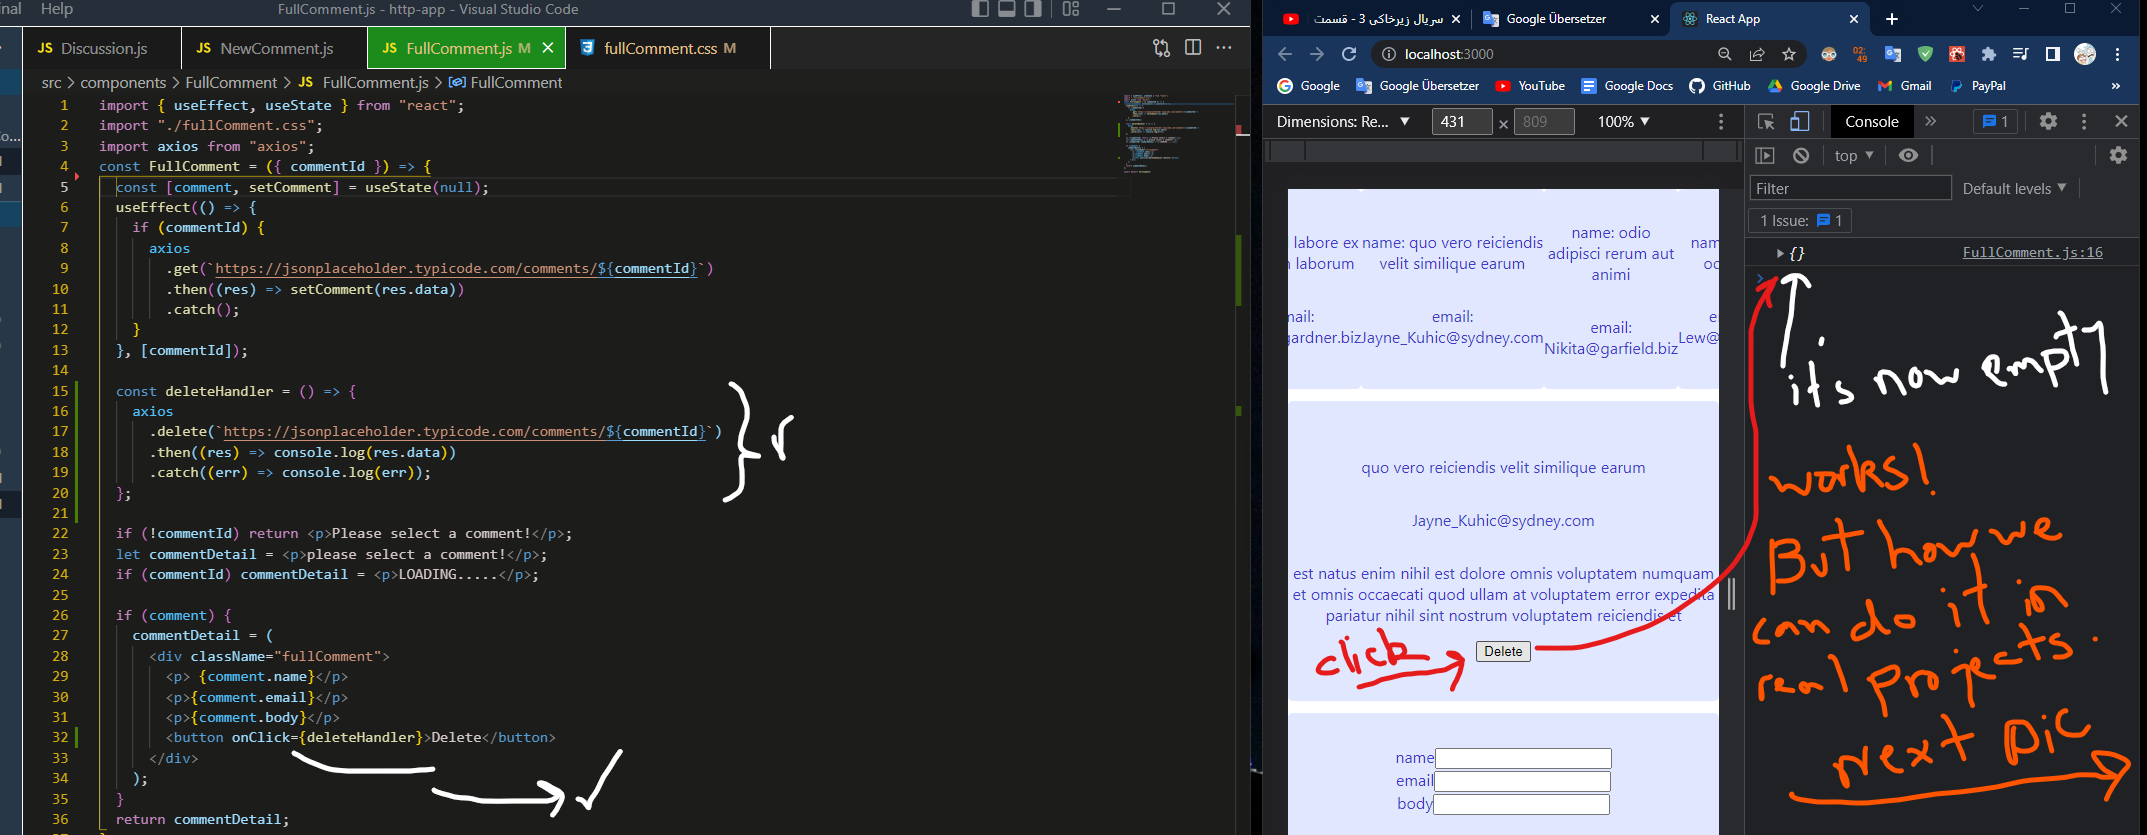 nal Help
FullComment.js - http-app - Visual Studio Code
JS Discussion.js
JS NewComment.js
JS FullComment.js M
fullComment.css M
src > components > FullComment > JS FullComment.js > FullComment
1 import { useEffect, useState } from "react";
2 import "./fullComment.css";
3 import axios from "axios";
4 const FullComment = ({ commentId }) => {
5 const [comment, setComment] = useState(null);
6 useEffect(() => {
7 if (commentId) {
8 axios
9 .get(`https://jsonplaceholder.typicode.com/comments/${commentId}`)
10 .then((res) => setComment(res.data))
11 .catch();
12 }
13 }, [commentId]);
14
15 const deleteHandler = () => {
16 axios
17 .delete(`https://jsonplaceholder.typicode.com/comments/${commentId}`)
18 .then((res) => console.log(res.data))
19 .catch((err) => console.log(err));
20 };
21
22 if (!commentId) return <p>Please select a comment!</p>;
23 let commentDetail = <p>please select a comment!</p>;
24 if (commentId) commentDetail = <p>LOADING.....</p>;
25
26 if (comment) {
27 commentDetail = (
28 <div className="fullComment">
29 <p> {comment.name}</p>
30 <p>{comment.email}</p>
31 <p>{comment.body}</p>
32 <button onClick={deleteHandler}>Delete</button>
33 </div>
34 );
35 }
36 return commentDetail;
سریال زیرخاکی 3 - قسمت
Google Übersetzer
React App
localhost:3000
Google
Google Übersetzer
YouTube
Google Docs
GitHub
Google Drive
Gmail
PayPal
Dimensions: Re...
431 × 809
100%
Console
1
top
Filter
Default levels
1 Issue: 1
{}
FullComment.js:16
labore ex
laborum
name: quo vero reiciendis
velit similique earum
name: odio
adipisci rerum aut
animi
nam
oc
mail:
gardner.biz
email:
Jayne_Kuhic@sydney.com
email:
Nikita@garfield.biz
e
Lew@
quo vero reiciendis velit similique earum
Jayne_Kuhic@sydney.com
est natus enim nihil est dolore omnis voluptatem numquam
et omnis occaecati quod ullam at voluptatem error expedita
pariatur nihil sint nostrum voluptatem reiciendis et
Delete
name
email
body
click
it's now empty
works!
But how we
can do it in
real projects.
next pic